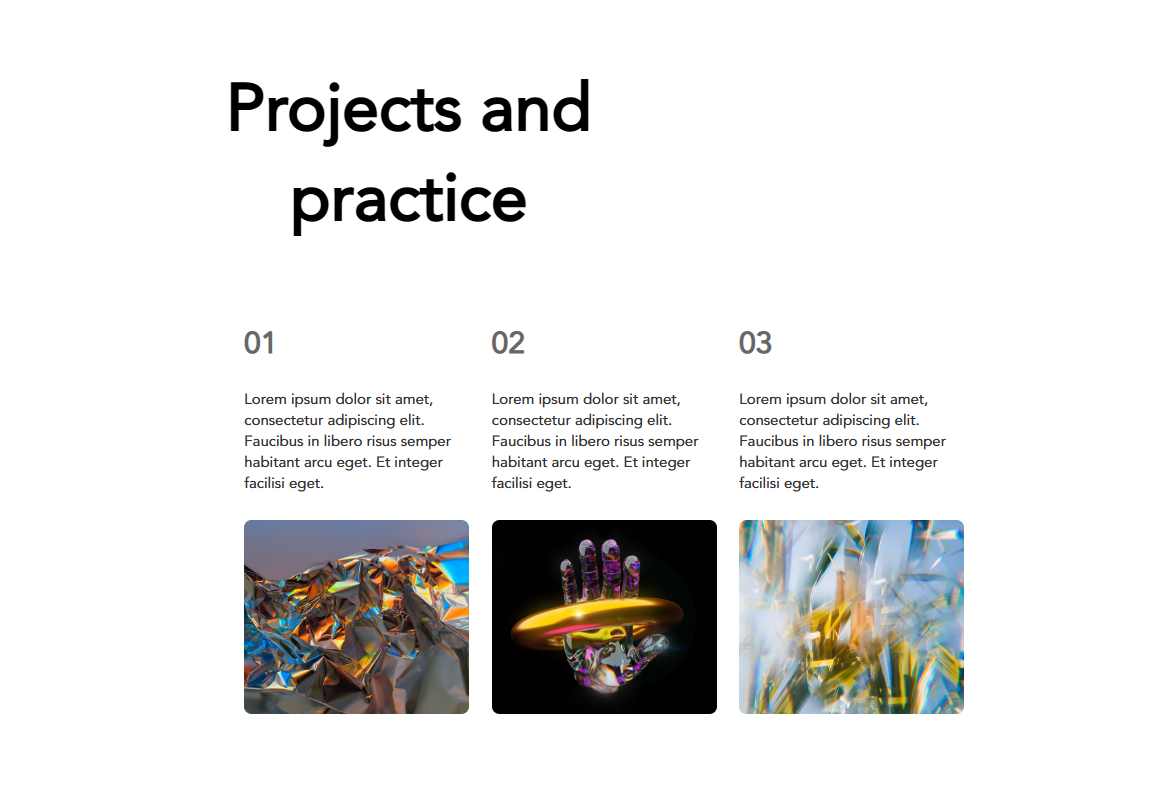 Projects and
practice
01
Lorem ipsum dolor sit amet,
consectetur adipiscing elit.
Faucibus in libero risus semper
habitant arcu eget. Et integer
facilisi eget.
02
Lorem ipsum dolor sit amet,
consectetur adipiscing elit.
Faucibus in libero risus semper
habitant arcu eget. Et integer
facilisi eget.
03
Lorem ipsum dolor sit amet,
consectetur adipiscing elit.
Faucibus in libero risus semper
habitant arcu eget. Et integer
facilisi eget.